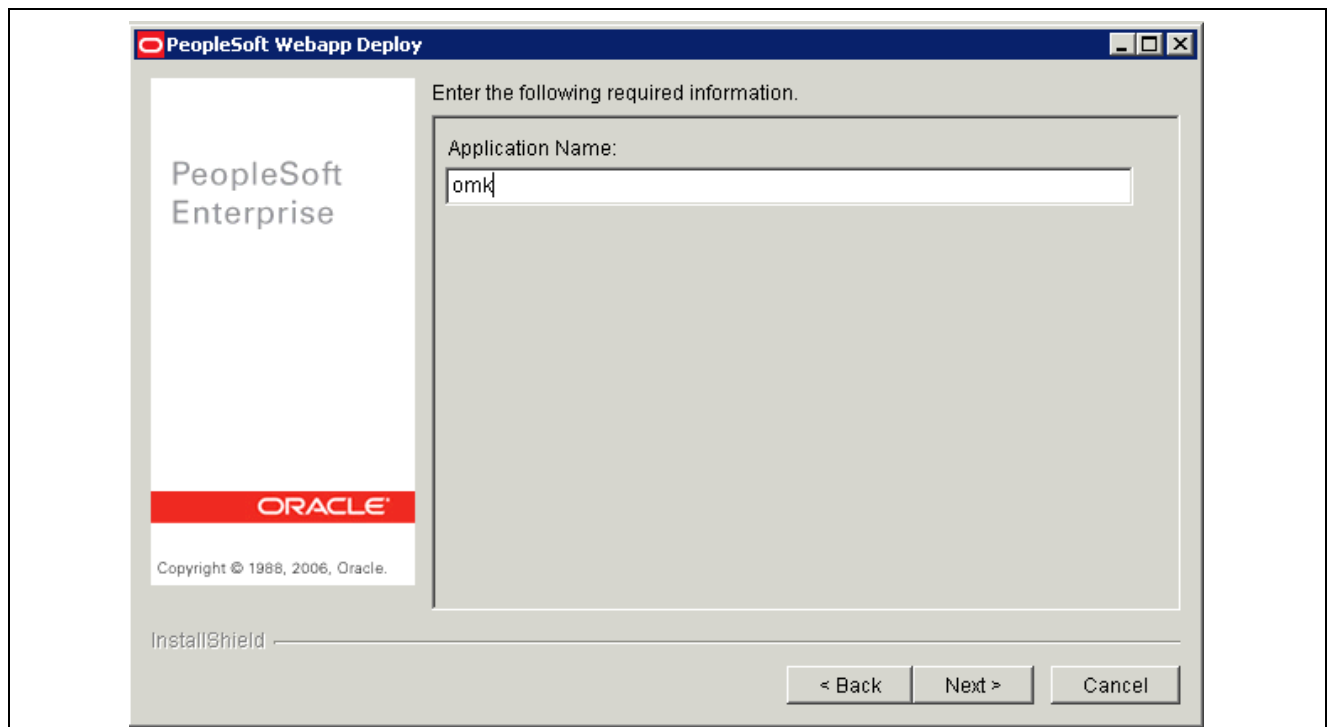 PeopleSoft Webapp Deploy
Enter the following required information.
Application Name:
omk
PeopleSoft
Enterprise
ORACLE®
Copyright © 1988, 2006, Oracle.
InstallShield
< Back
Next >
Cancel